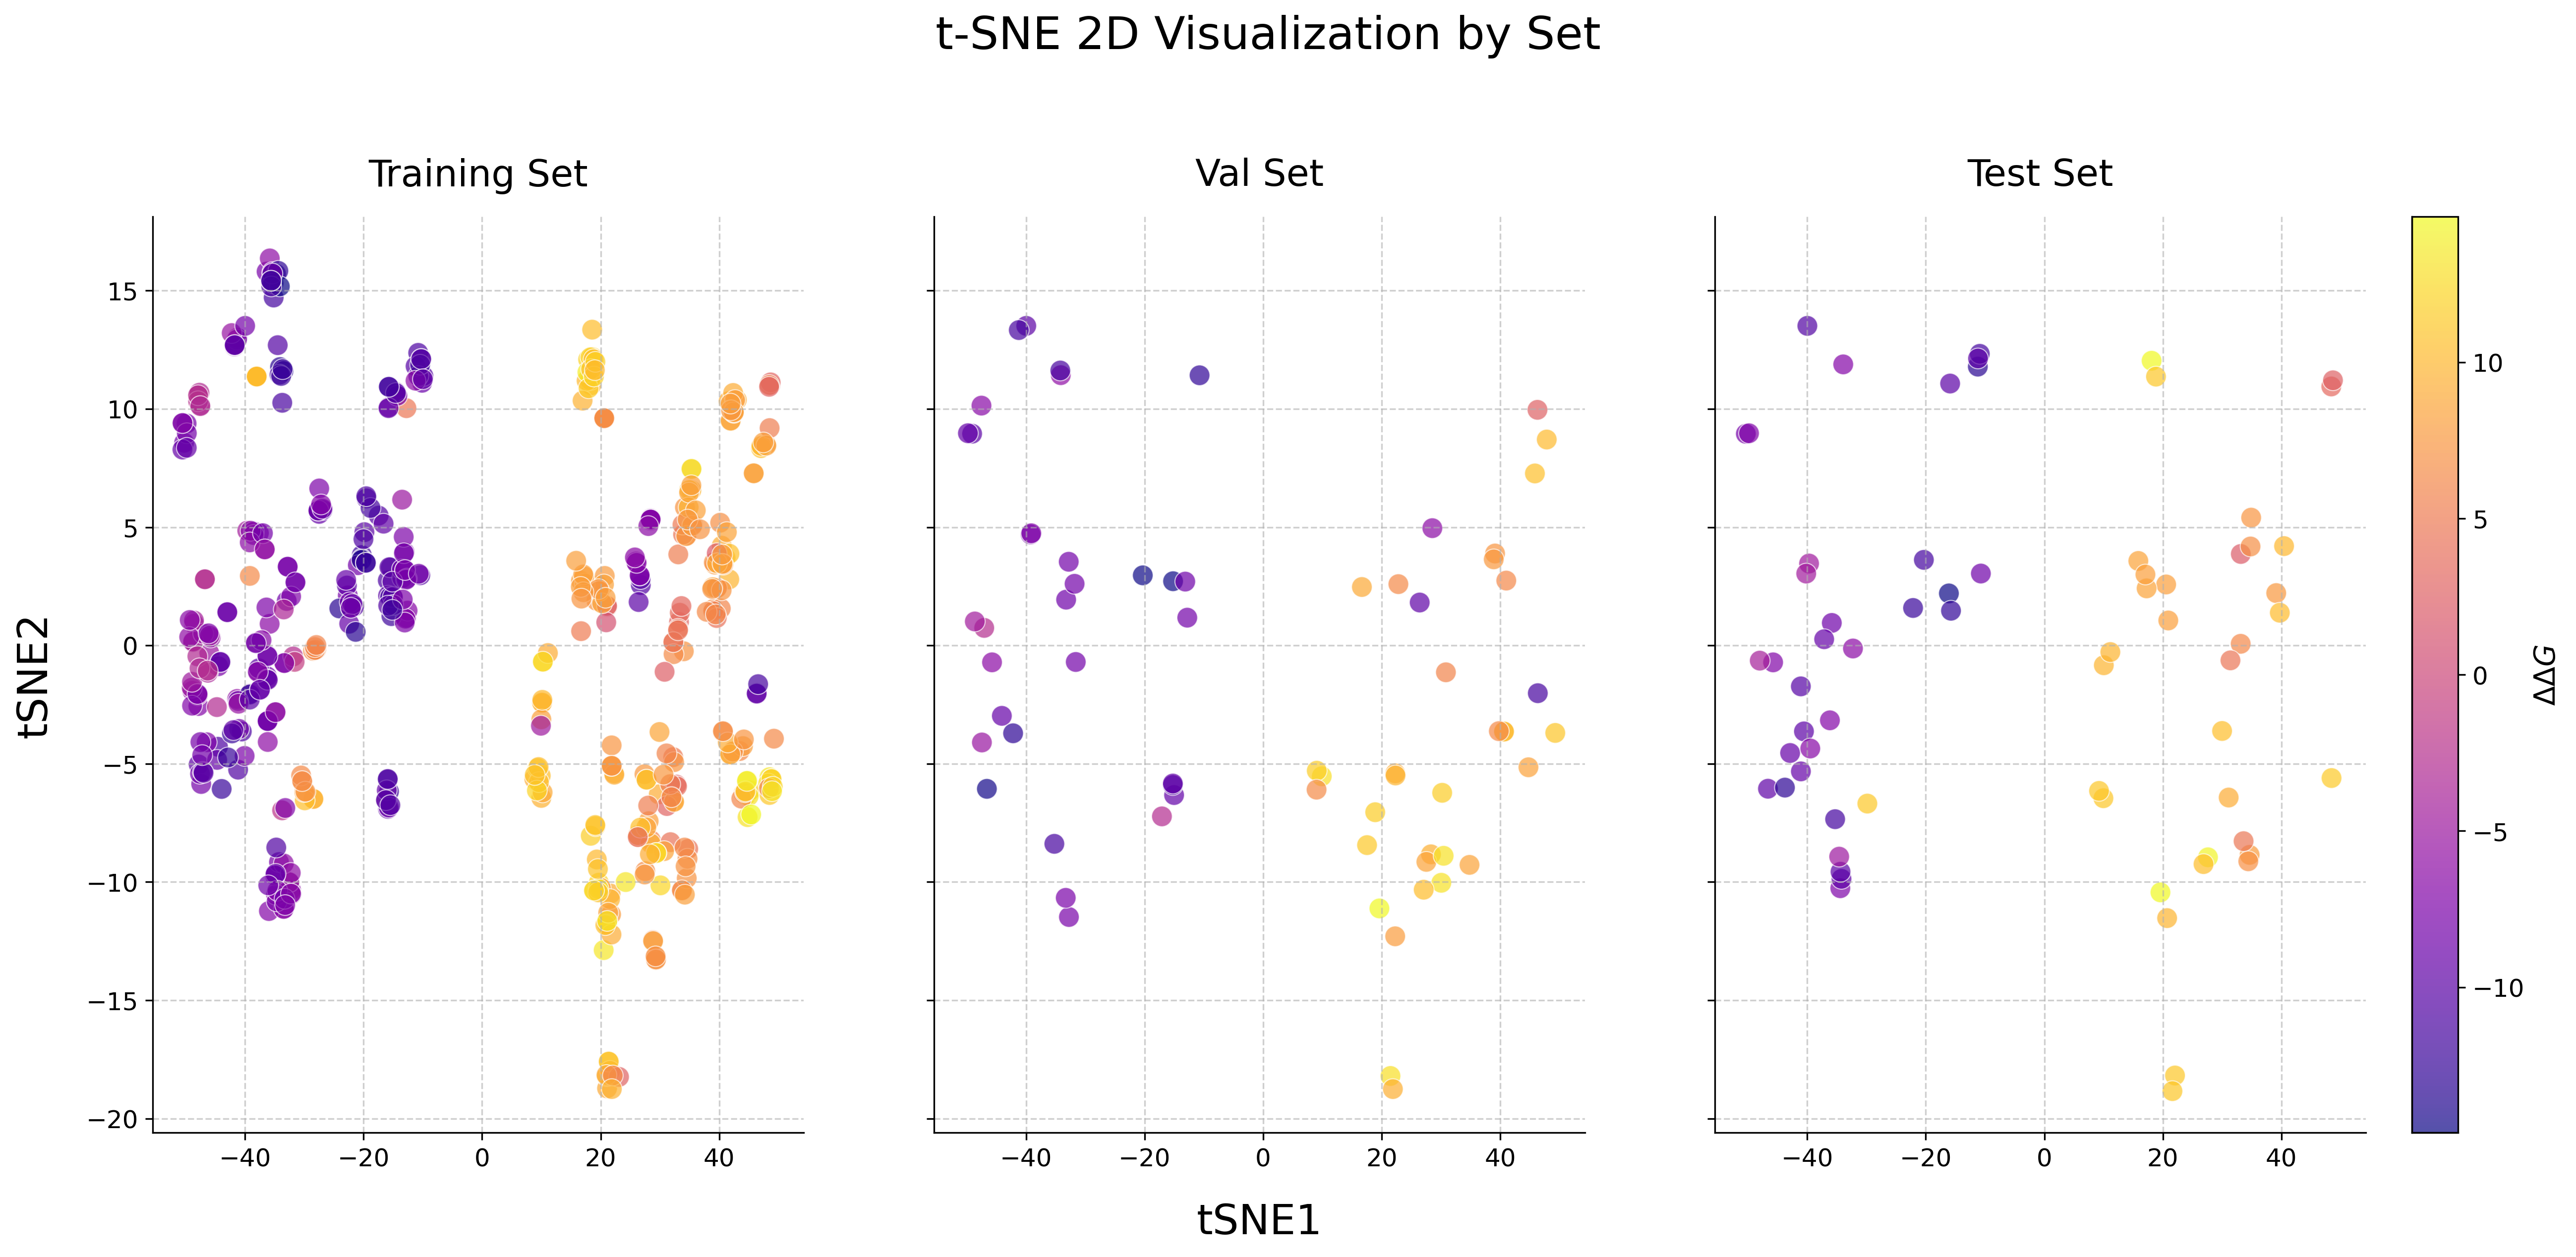 t-SNE 2D Visualization by Set
Training Set
Val Set
Test Set
15
10
5
0
−5
−10
−15
−20
tSNE2
−40 −20 0 20 40
−40 −20 0 20 40
−40 −20 0 20 40
tSNE1
10
5
0
−5
−10
ΔΔG